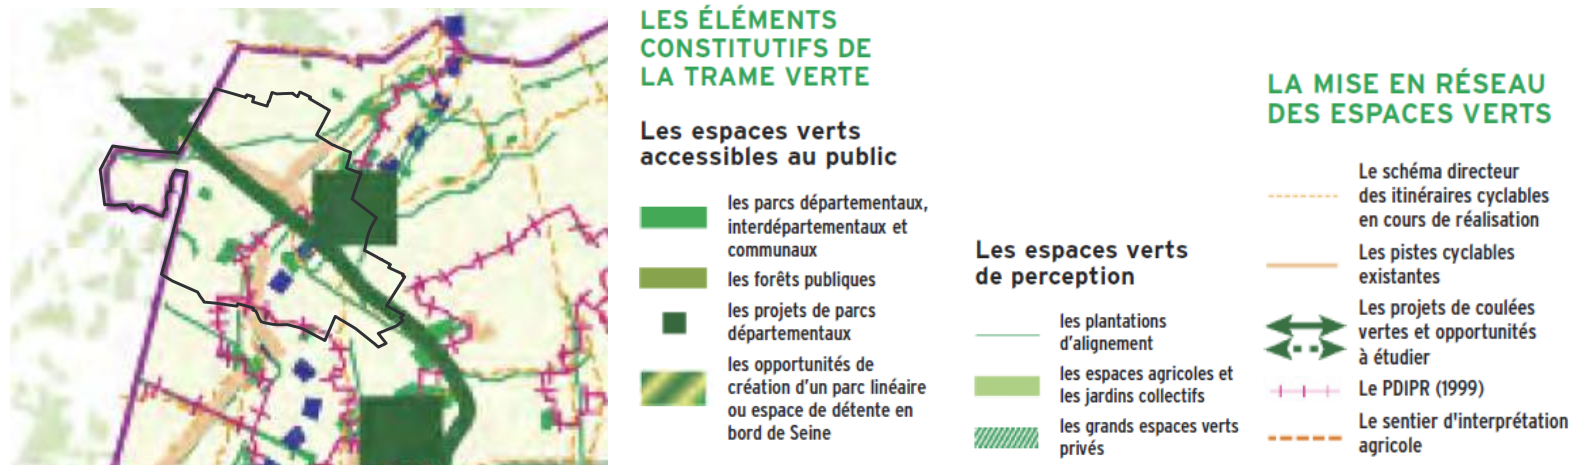 LES ÉLÉMENTS
CONSTITUTIFS DE
LA TRAME VERTE
Les espaces verts
accessibles au public
les parcs départementaux,
interdépartementaux et
communaux
les forêts publiques
les projets de parcs
départementaux
les opportunités de
création d'un parc linéaire
ou espace de détente en
bord de Seine
Les espaces verts
de perception
les plantations
d'alignement
les espaces agricoles et
les jardins collectifs
les grands espaces verts
privés
LA MISE EN RÉSEAU
DES ESPACES VERTS
Le schéma directeur
des itinéraires cyclables
en cours de réalisation
Les pistes cyclables
existantes
Les projets de coulées
vertes et opportunités
à étudier
Le PDIPR (1999)
Le sentier d'interprétation
agricole